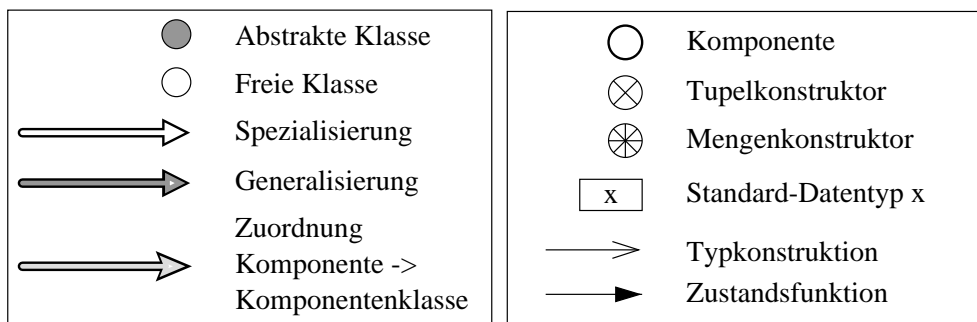 Abstrakte Klasse
Freie Klasse
Spezialisierung
Generalisierung
Zuordnung
Komponente ->
Komponentenklasse
Komponente
Tupelkonstruktor
Mengenkonstruktor
x Standard-Datentyp x
Typkonstruktion
Zustandsfunktion